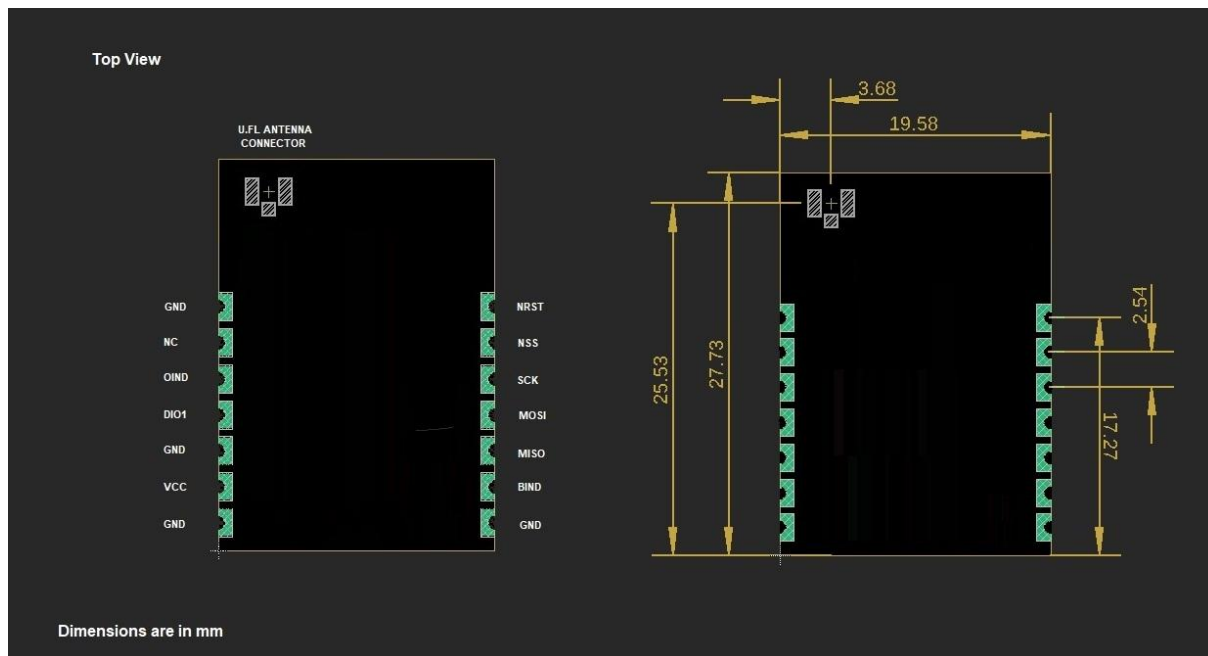 Top View
U.FL ANTENNA
CONNECTOR
GND
NC
OIND
DIO1
GND
VCC
GND
NRST
NSS
SCK
MOSI
MISO
BIND
GND
3.68
19.58
25.53
27.73
2.54
17.27
Dimensions are in mm